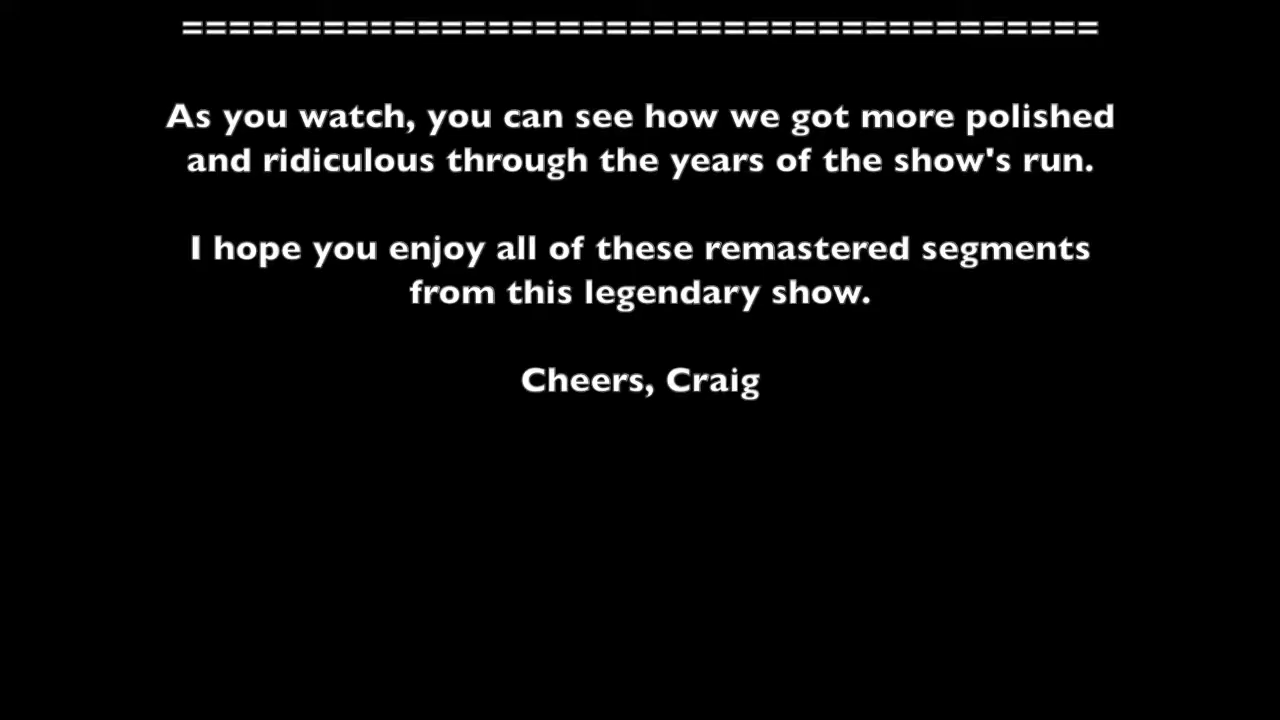 =======================================
As you watch, you can see how we got more polished
and ridiculous through the years of the show's run.
I hope you enjoy all of these remastered segments
from this legendary show.
Cheers, Craig